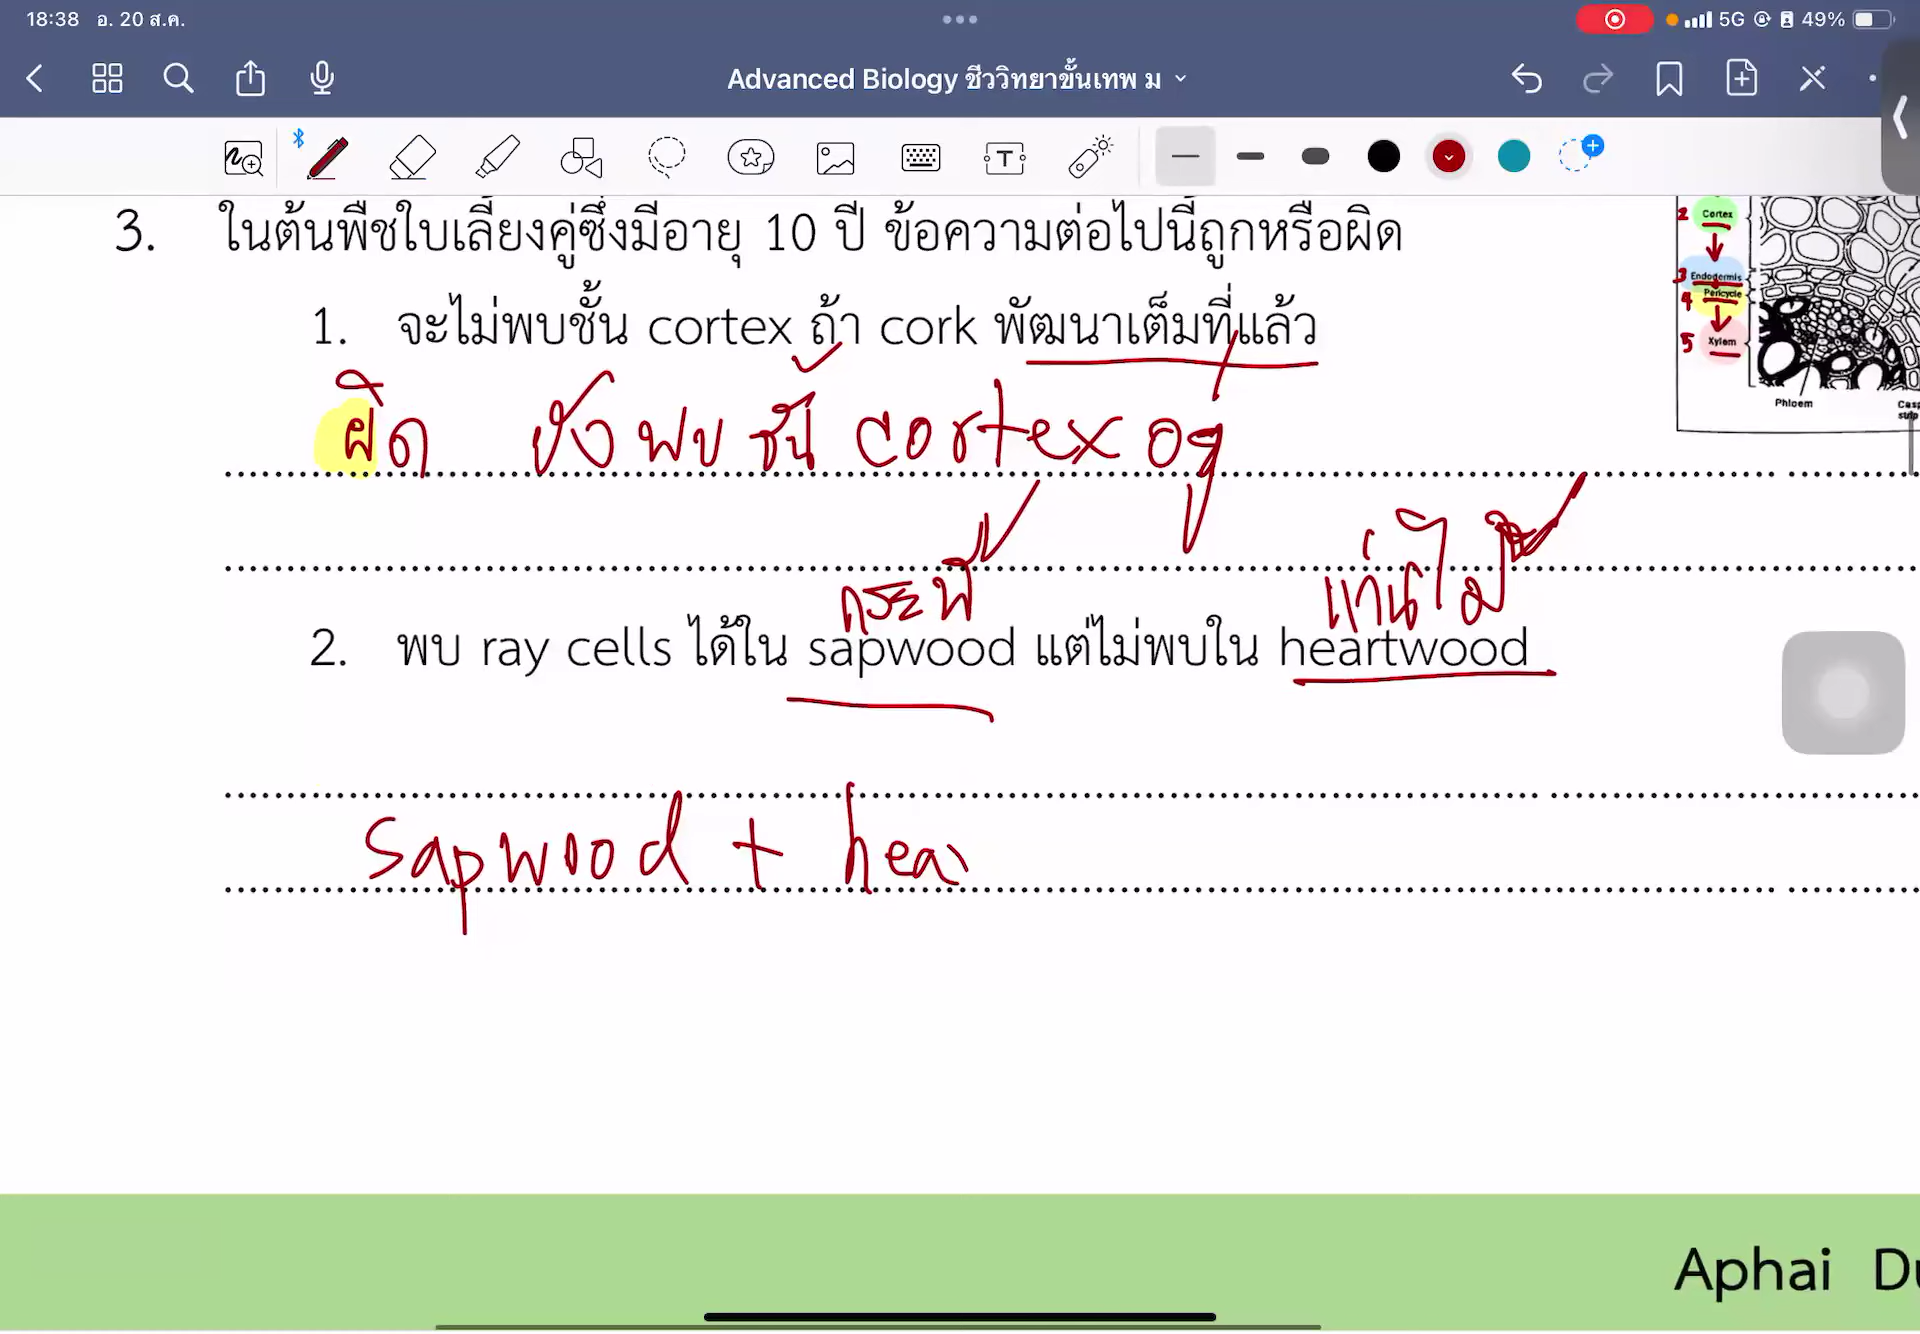 18:38 อ. 20 ส.ค. 5G 49%
Advanced Biology ชีววิทยาขั้นเทพ ม
3. ในต้นพืชใบเลี้ยงคู่ซึ่งมีอายุ 10 ปี ข้อความต่อไปนี้ถูกหรือผิด
1. จะไม่พบชั้น cortex ถ้า cork พัฒนาเต็มที่แล้ว
ผิด ยังพบชั้น cortex อยู่
กระพี้ แก่นไม้
2. พบ ray cells ได้ใน sapwood แต่ไม่พบใน heartwood
Sapwood + hear
2 Cortex
3 Endodermis
4 Pericycle
5 Xylem
Phloem
Aphai